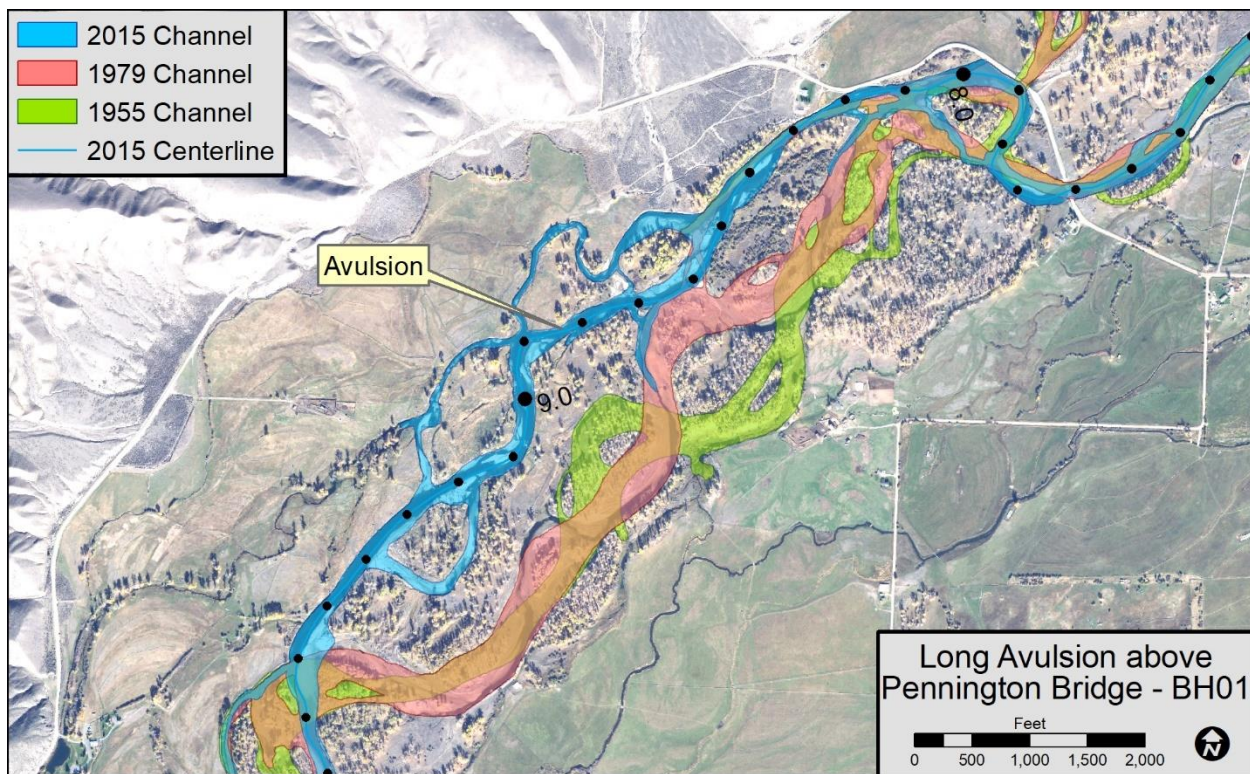 2015 Channel
1979 Channel
1955 Channel
2015 Centerline
8.0
Avulsion
9.0
Long Avulsion above
Pennington Bridge - BH01
Feet
0 500 1,000 1,500 2,000
N